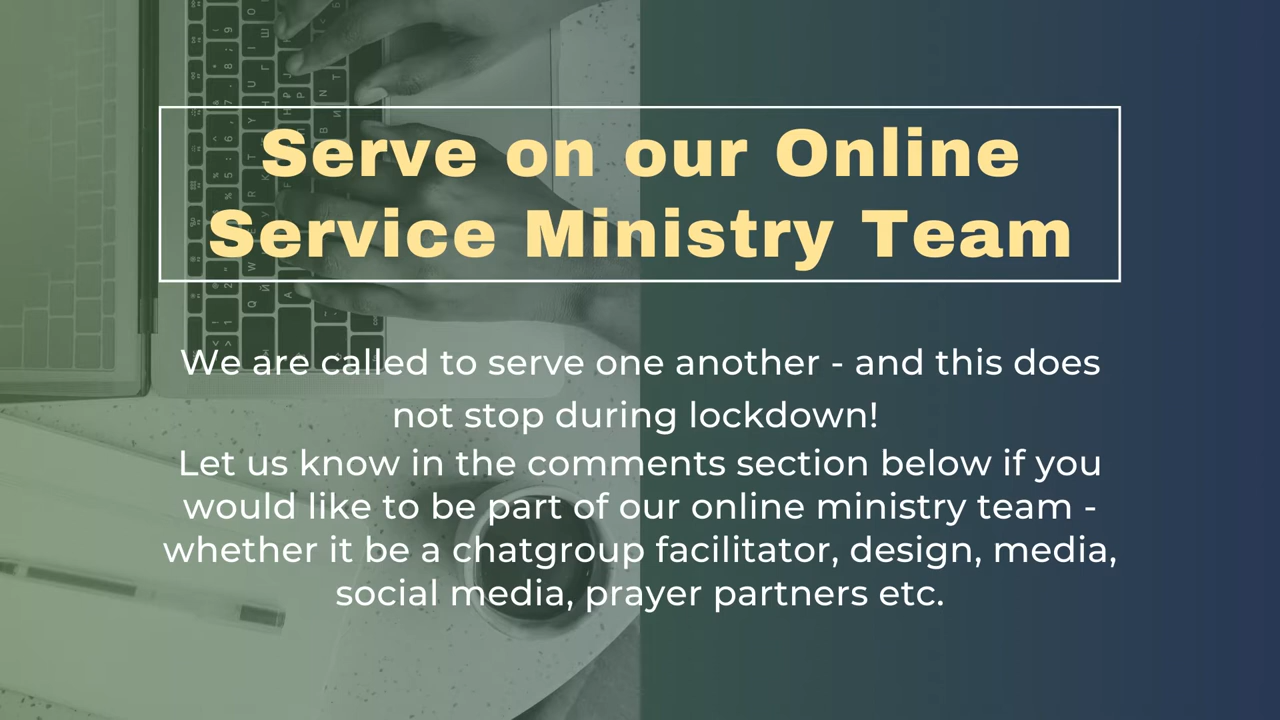 Serve on our Online
Service Ministry Team
We are called to serve one another - and this does
not stop during lockdown!
Let us know in the comments section below if you
would like to be part of our online ministry team -
whether it be a chatgroup facilitator, design, media,
social media, prayer partners etc.